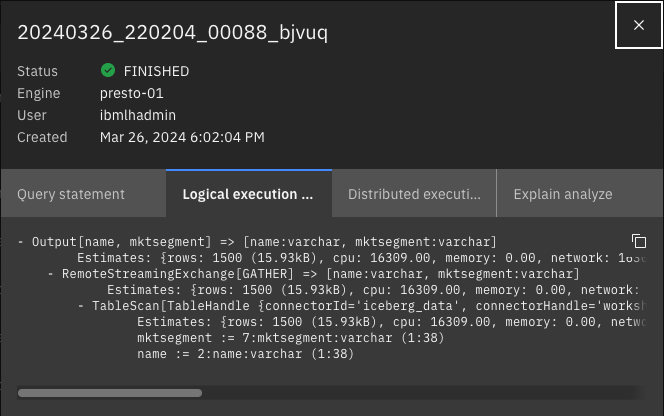 20240326_220204_00088_bjvuq
Status FINISHED
Engine presto-01
User ibmlhadmin
Created Mar 26, 2024 6:02:04 PM
Query statement Logical execution ... Distributed executi... Explain analyze
- Output[name, mktsegment] => [name:varchar, mktsegment:varchar]
Estimates: {rows: 1500 (15.93kB), cpu: 16309.00, memory: 0.00, network:
- RemoteStreamingExchange[GATHER] => [name:varchar, mktsegment:varchar]
Estimates: {rows: 1500 (15.93kB), cpu: 16309.00, memory: 0.00, network:
- TableScan[TableHandle {connectorId='iceberg_data', connectorHandle='worksh
Estimates: {rows: 1500 (15.93kB), cpu: 16309.00, memory: 0.00, netwo
mktsegment := 7:mktsegment:varchar (1:38)
name := 2:name:varchar (1:38)